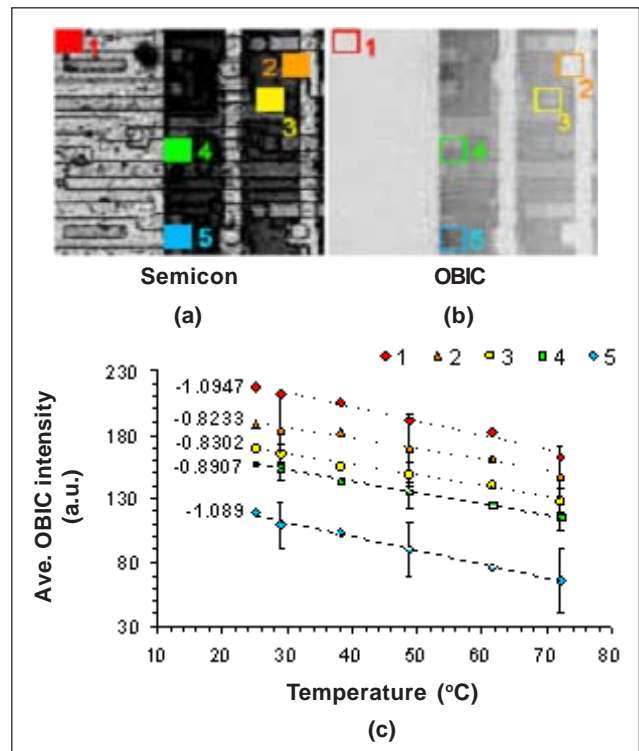 1
2
3
4
5
1
2
3
4
5
Semicon OBIC
(a) (b)
1 2 3 4 5
230
180
130
80
30
-1.0947
-0.8233
-0.8302
-0.8907
-1.089
Ave. OBIC intensity
(a.u.)
10 20 30 40 50 60 70 80
Temperature (°C)
(c)